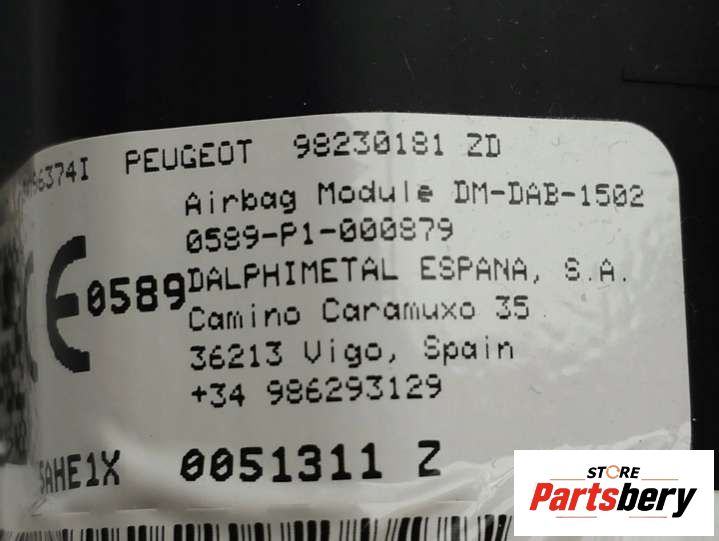 PEUGEOT 98230181 ZD
Airbag Module DM-DAB-1502
0589-P1-000879
CE 0589 DALPHIMETAL ESPANA, S.A.
Camino Caramuxo 35
36213 Vigo, Spain
+34 986293129
0051311 Z
STORE
Partsbery